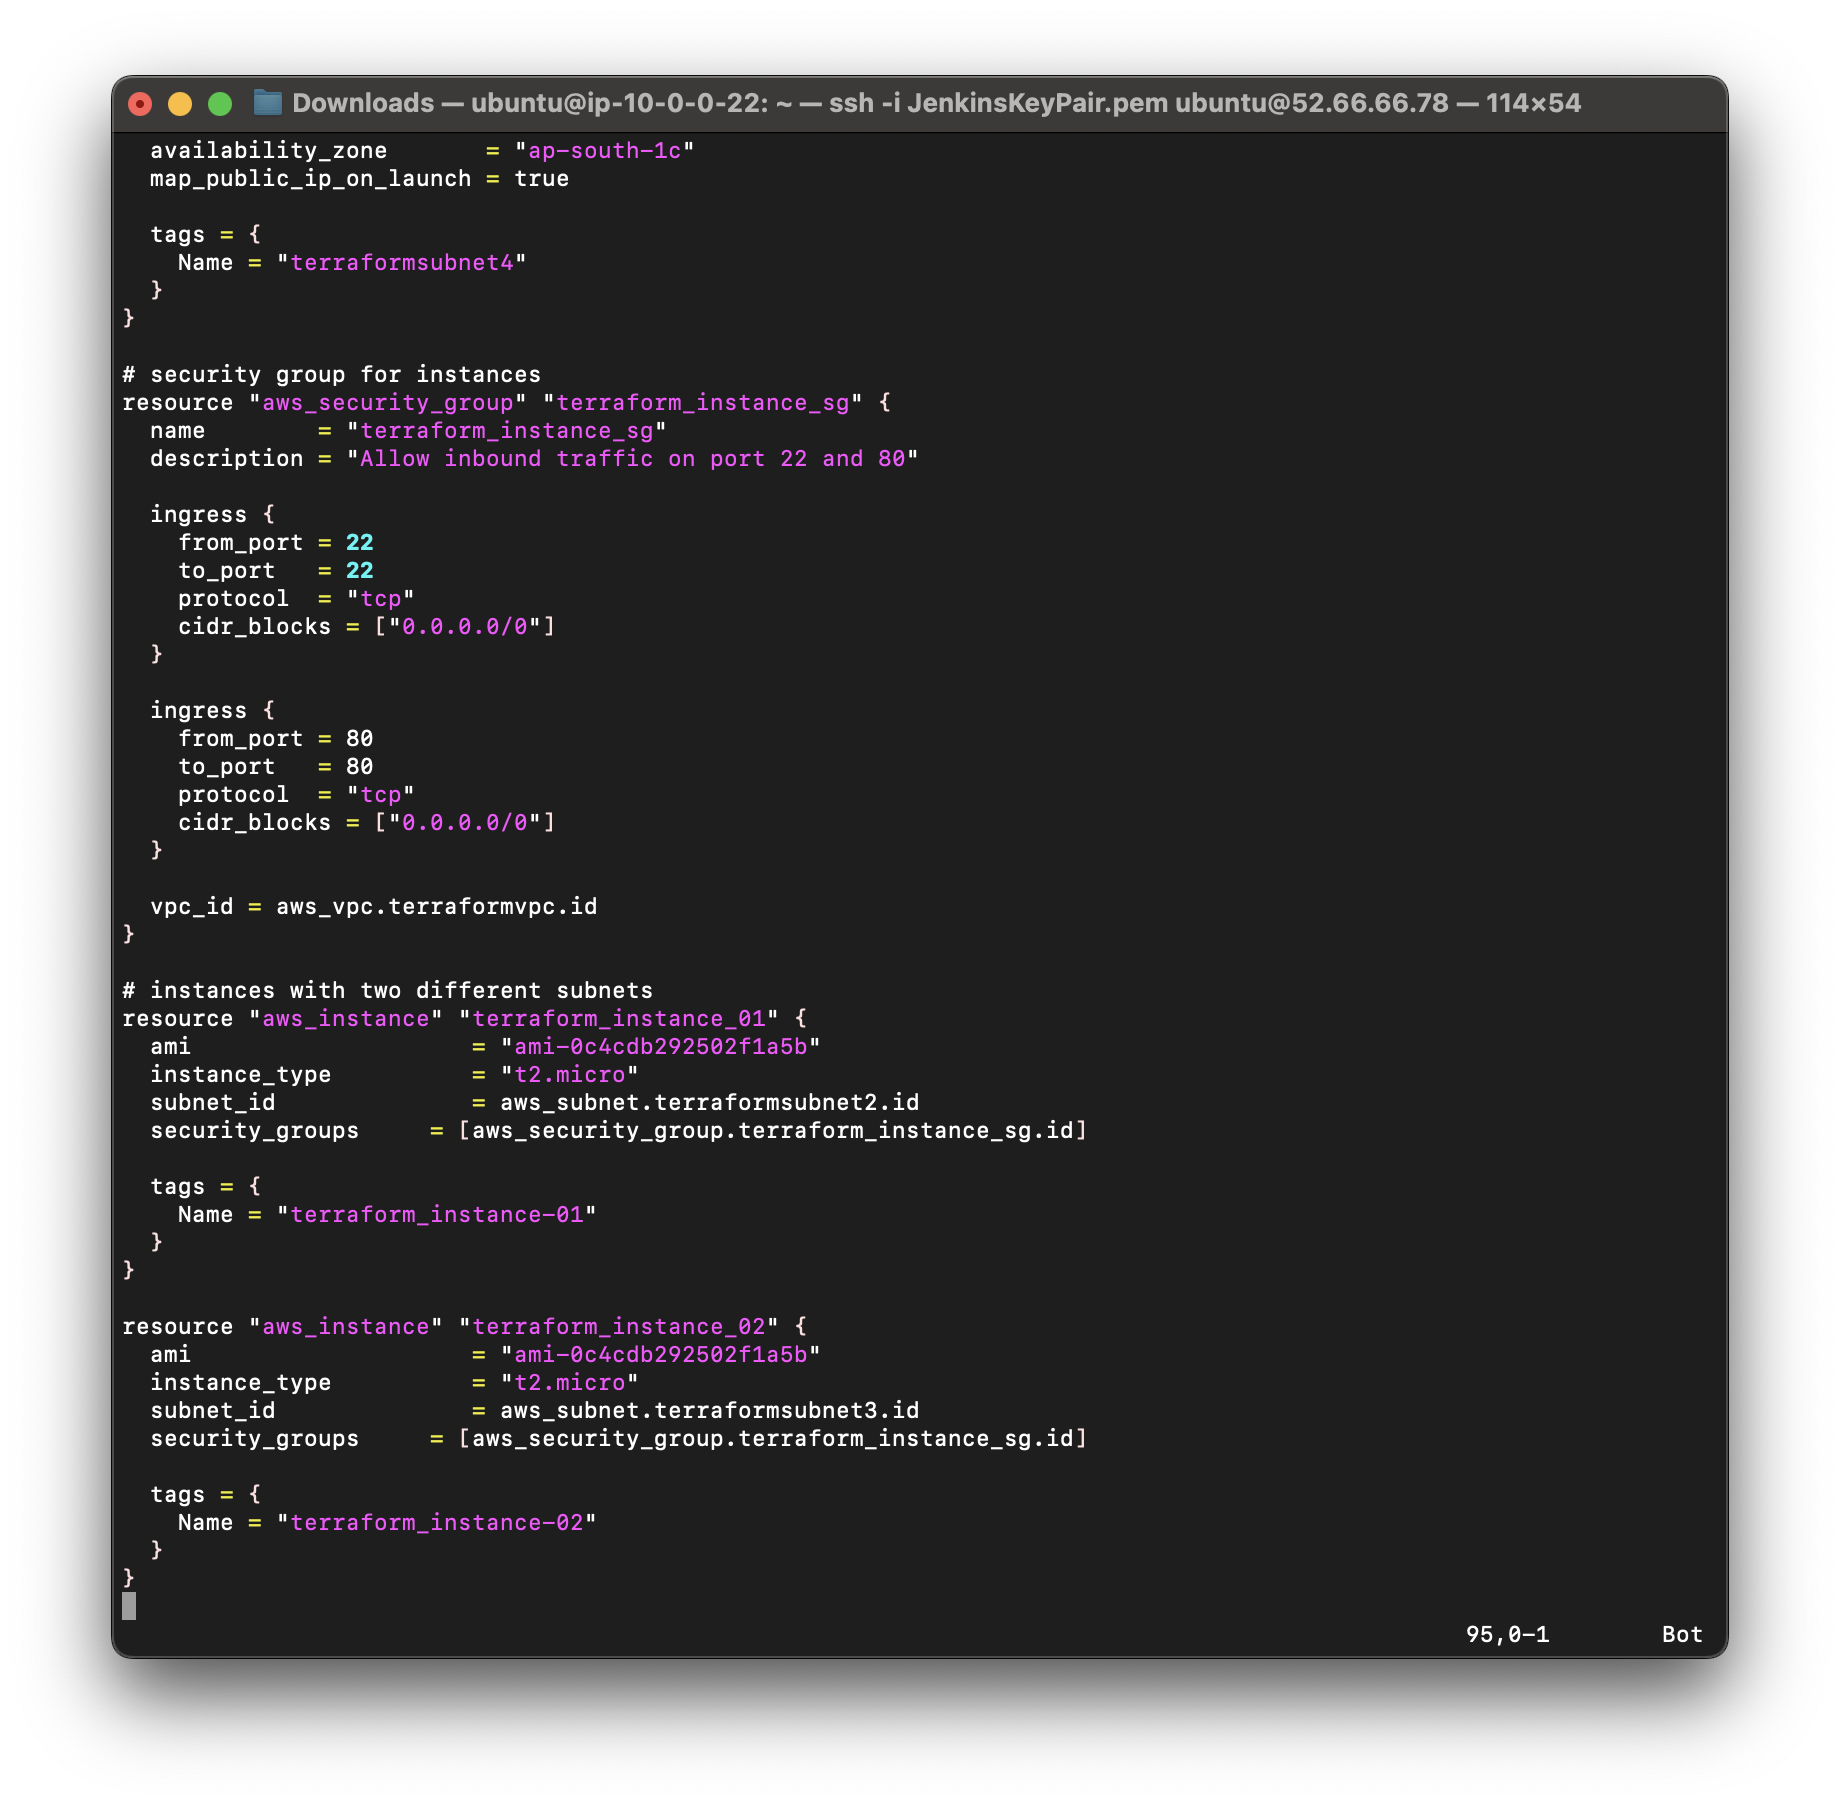 Downloads — ubuntu@ip-10-0-0-22: ~ — ssh -i JenkinsKeyPair.pem ubuntu@52.66.66.78 — 114×54
  availability_zone       = "ap-south-1c"
  map_public_ip_on_launch = true

  tags = {
    Name = "terraformsubnet4"
  }
}

# security group for instances
resource "aws_security_group" "terraform_instance_sg" {
  name        = "terraform_instance_sg"
  description = "Allow inbound traffic on port 22 and 80"

  ingress {
    from_port = 22
    to_port   = 22
    protocol  = "tcp"
    cidr_blocks = ["0.0.0.0/0"]
  }

  ingress {
    from_port = 80
    to_port   = 80
    protocol  = "tcp"
    cidr_blocks = ["0.0.0.0/0"]
  }

  vpc_id = aws_vpc.terraformvpc.id
}

# instances with two different subnets
resource "aws_instance" "terraform_instance_01" {
  ami                    = "ami-0c4cdb292502f1a5b"
  instance_type          = "t2.micro"
  subnet_id              = aws_subnet.terraformsubnet2.id
  security_groups     = [aws_security_group.terraform_instance_sg.id]

  tags = {
    Name = "terraform_instance-01"
  }
}

resource "aws_instance" "terraform_instance_02" {
  ami                    = "ami-0c4cdb292502f1a5b"
  instance_type          = "t2.micro"
  subnet_id              = aws_subnet.terraformsubnet3.id
  security_groups     = [aws_security_group.terraform_instance_sg.id]

  tags = {
    Name = "terraform_instance-02"
  }
}
95,0-1        Bot